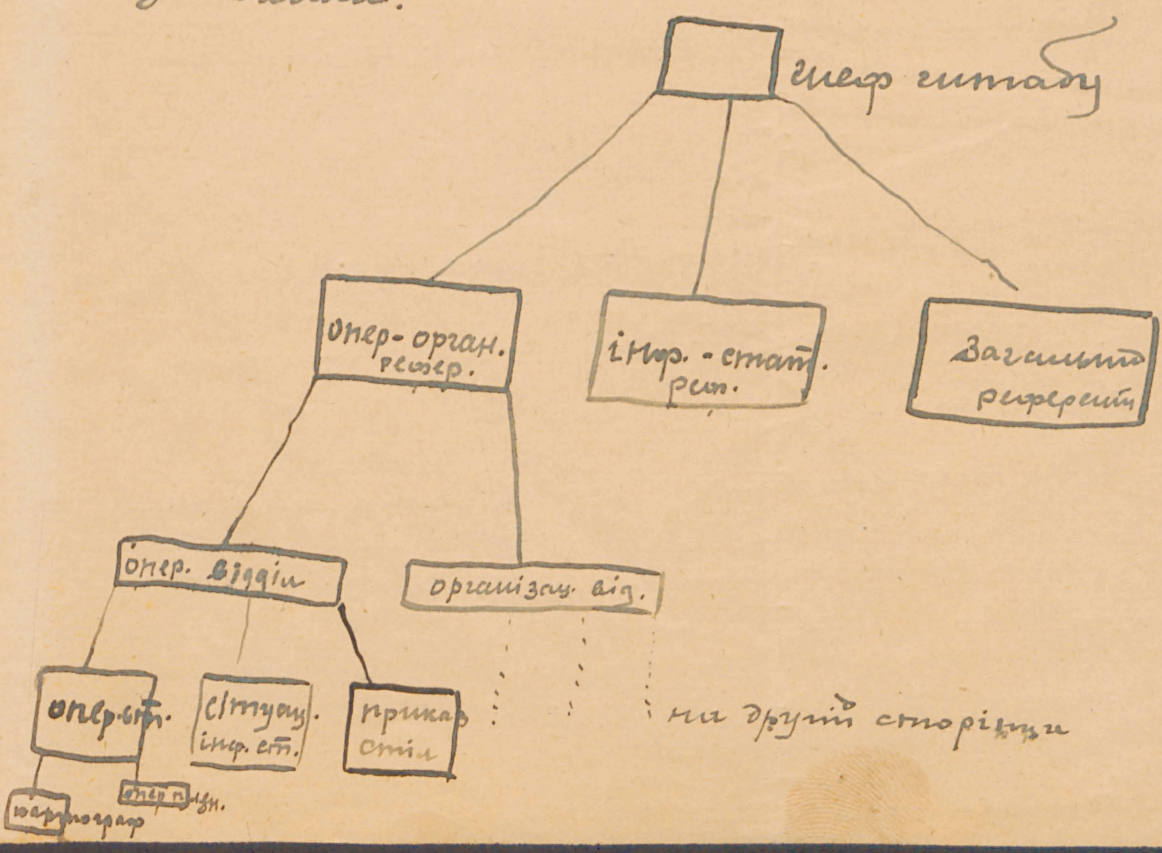 шеф штабу
опер-орган.
рефер.
інф.-стат.
реф.
Загальний
референт
опер. відділ
організац. від.
опер. ст.
ситуац.
інф. ст.
приказ
стіл
на другій сторінці
картограф